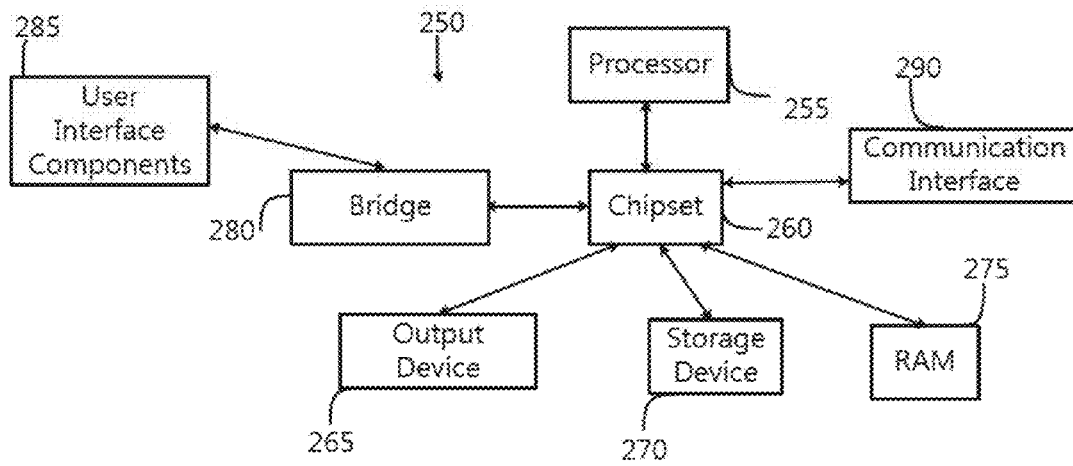 285
250
Processor
290
User
Interface
Components
255
Communication
Interface
Bridge
Chipset
280
260
275
Output
Device
Storage
Device
RAM
265
270